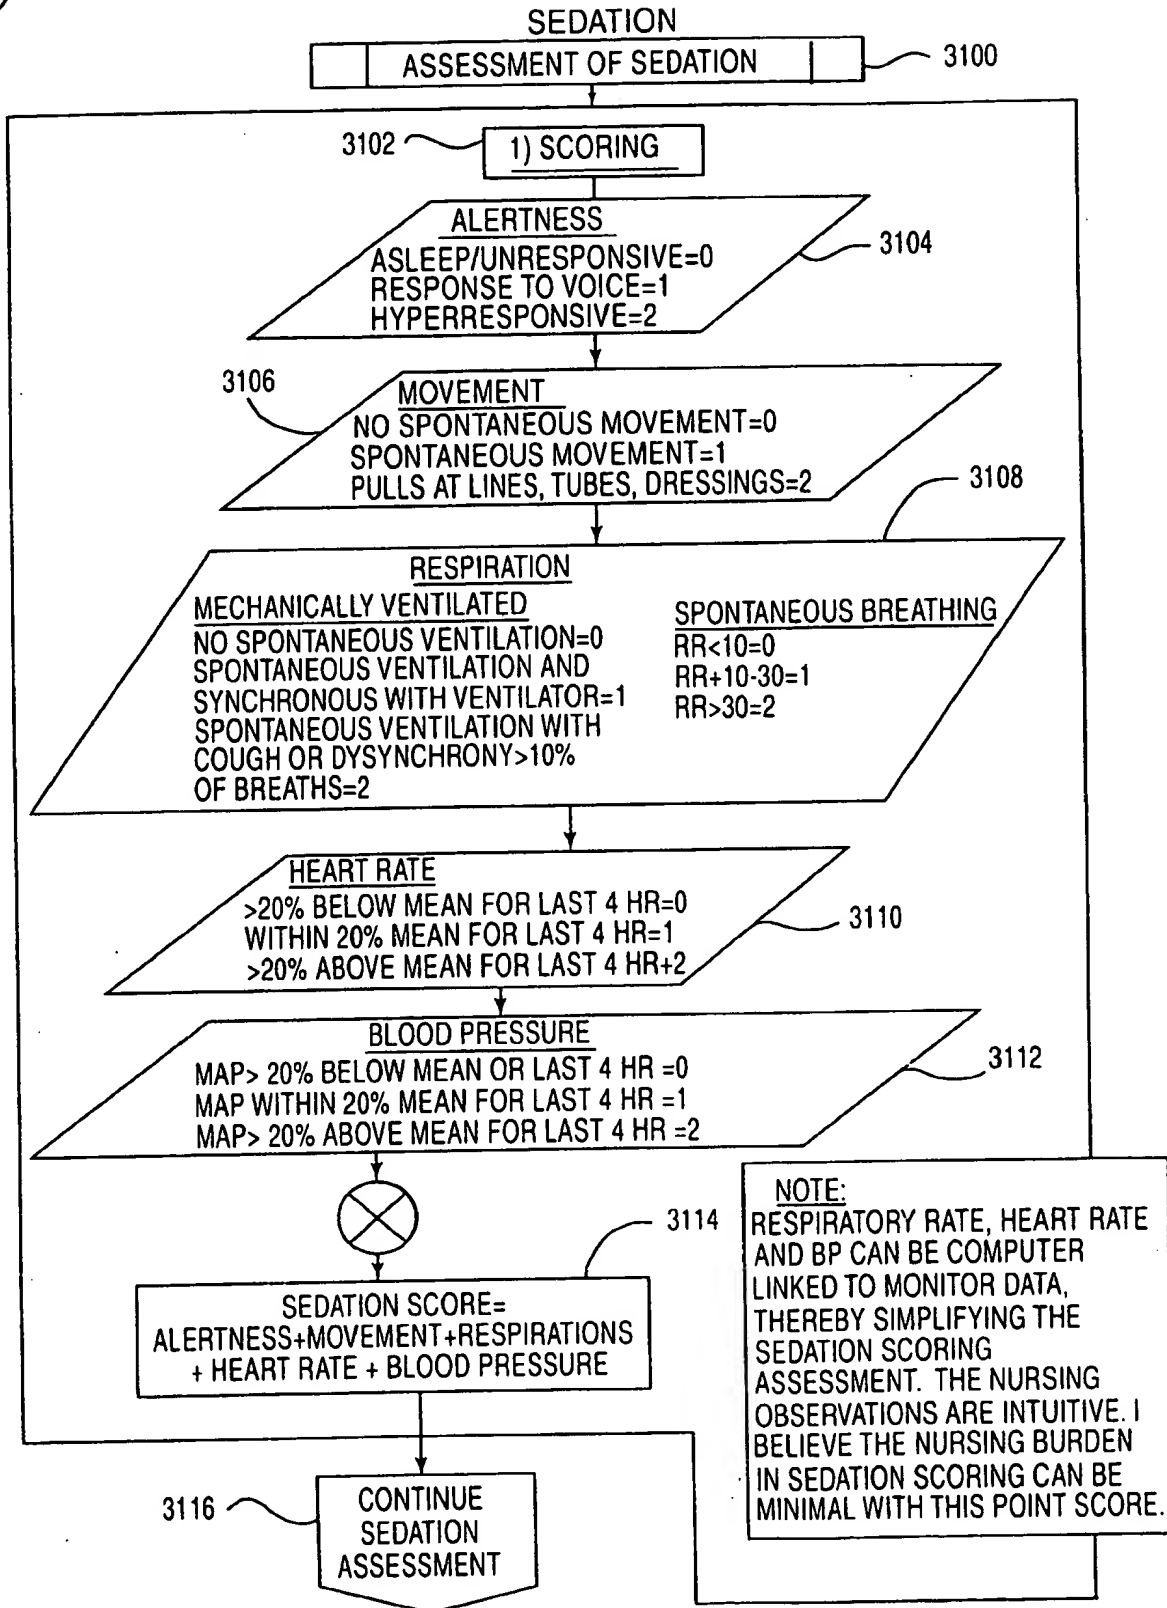 SEDATION
ASSESSMENT OF SEDATION
3100
3102
1) SCORING
ALERTNESS
ASLEEP/UNRESPONSIVE=0
RESPONSE TO VOICE=1
HYPERRESPONSIVE=2
3104
3106
MOVEMENT
NO SPONTANEOUS MOVEMENT=0
SPONTANEOUS MOVEMENT=1
PULLS AT LINES, TUBES, DRESSINGS=2
3108
RESPIRATION
MECHANICALLY VENTILATED
NO SPONTANEOUS VENTILATION=0
SPONTANEOUS VENTILATION AND
SYNCHRONOUS WITH VENTILATOR=1
SPONTANEOUS VENTILATION WITH
COUGH OR DYSYNCHRONY>10%
OF BREATHS=2
SPONTANEOUS BREATHING
RR<10=0
RR+10-30=1
RR>30=2
HEART RATE
>20% BELOW MEAN FOR LAST 4 HR=0
WITHIN 20% MEAN FOR LAST 4 HR=1
>20% ABOVE MEAN FOR LAST 4 HR+2
3110
BLOOD PRESSURE
MAP> 20% BELOW MEAN OR LAST 4 HR =0
MAP WITHIN 20% MEAN FOR LAST 4 HR =1
MAP> 20% ABOVE MEAN FOR LAST 4 HR =2
3112
3114
SEDATION SCORE=
ALERTNESS+MOVEMENT+RESPIRATIONS
+ HEART RATE + BLOOD PRESSURE
NOTE:
RESPIRATORY RATE, HEART RATE
AND BP CAN BE COMPUTER
LINKED TO MONITOR DATA,
THEREBY SIMPLIFYING THE
SEDATION SCORING
ASSESSMENT. THE NURSING
OBSERVATIONS ARE INTUITIVE. I
BELIEVE THE NURSING BURDEN
IN SEDATION SCORING CAN BE
MINIMAL WITH THIS POINT SCORE.
3116
CONTINUE
SEDATION
ASSESSMENT